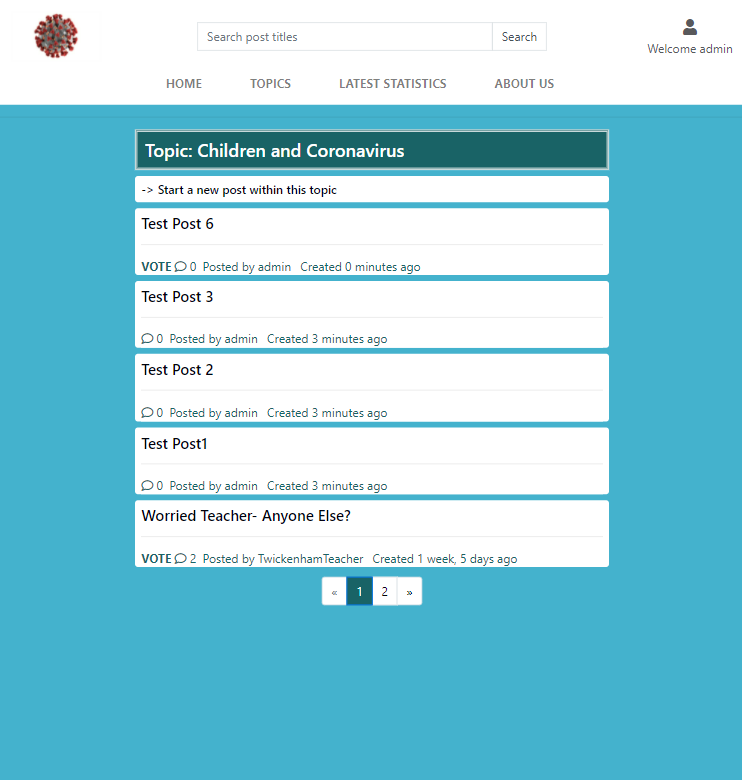 Search post titles Search
Welcome admin
HOME TOPICS LATEST STATISTICS ABOUT US
Topic: Children and Coronavirus
-> Start a new post within this topic
Test Post 6
VOTE 0 Posted by admin Created 0 minutes ago
Test Post 3
0 Posted by admin Created 3 minutes ago
Test Post 2
0 Posted by admin Created 3 minutes ago
Test Post1
0 Posted by admin Created 3 minutes ago
Worried Teacher- Anyone Else?
VOTE 2 Posted by TwickenhamTeacher Created 1 week, 5 days ago
« 1 2 »